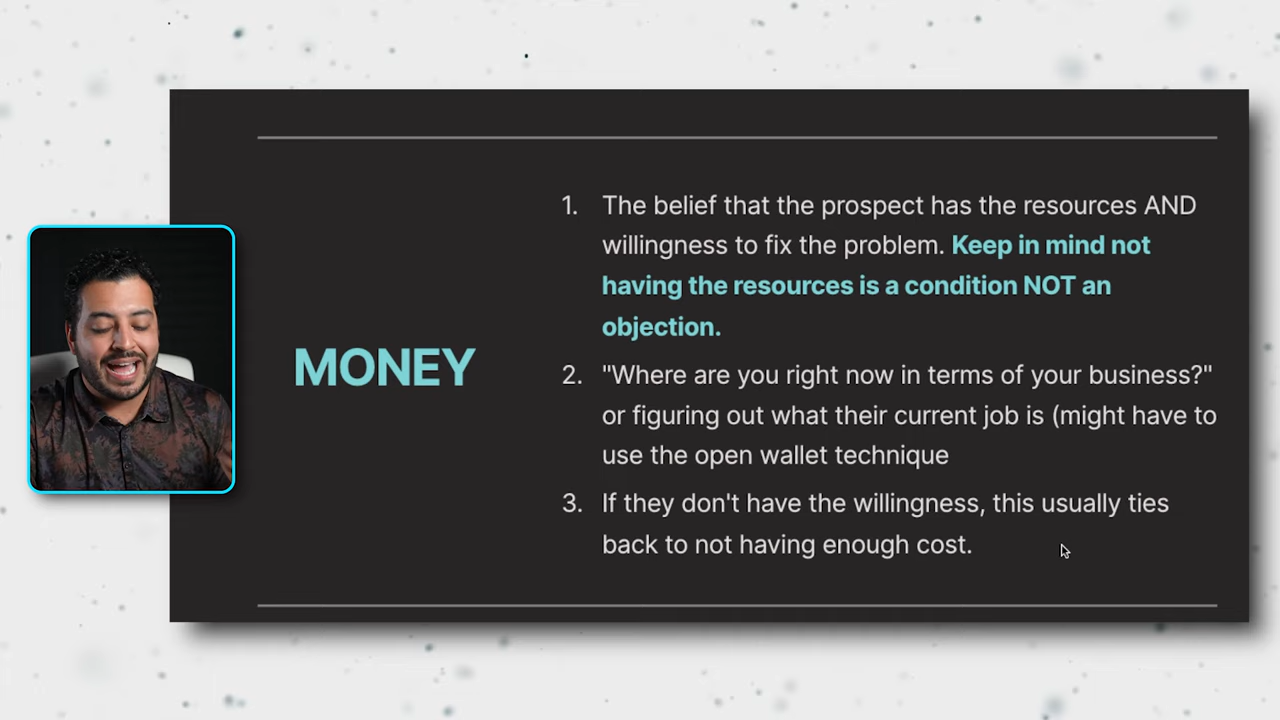 MONEY
1. The belief that the prospect has the resources AND
willingness to fix the problem. Keep in mind not
having the resources is a condition NOT an
objection.
2. "Where are you right now in terms of your business?"
or figuring out what their current job is (might have to
use the open wallet technique
3. If they don't have the willingness, this usually ties
back to not having enough cost.